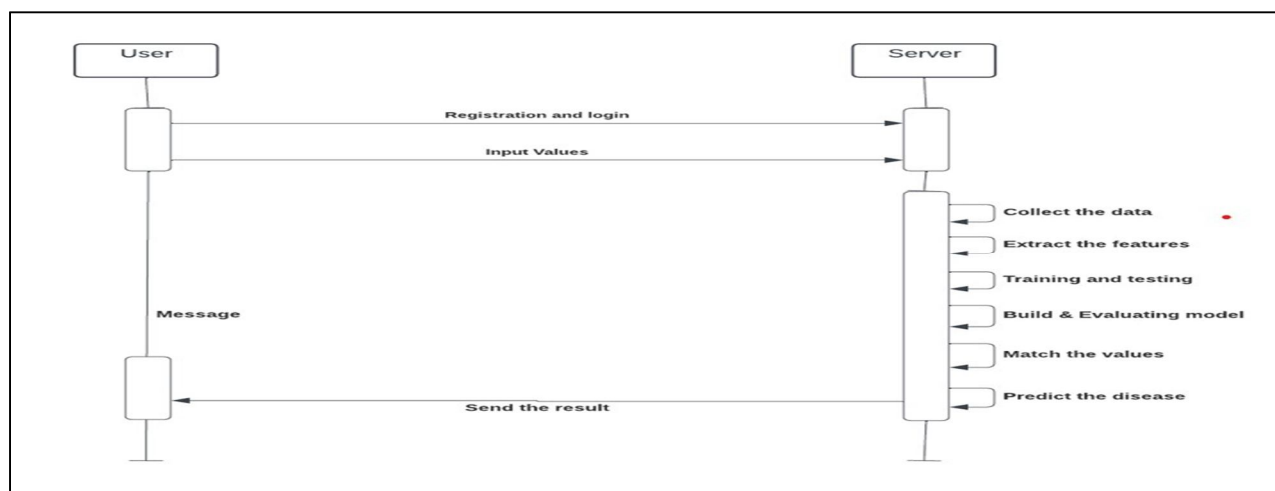 User
Server
Registration and login
Input Values
Collect the data
Extract the features
Training and testing
Message
Build & Evaluating model
Match the values
Predict the disease
Send the result